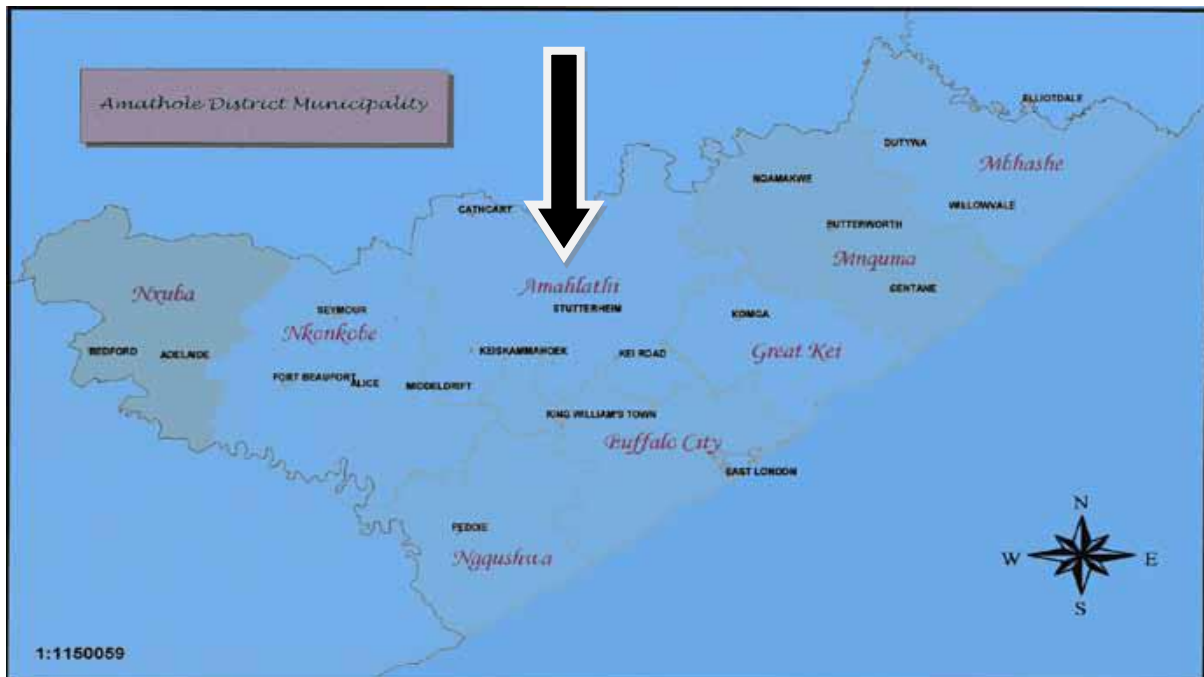 Amathole District Municipality
ELLIOTDALE
DUTYWA
Mbhashe
NQAMAKWE
CATHCART
WILLOWVALE
BUTTERWORTH
Mnquma
Amahlathi
Nxuba
GENTANE
SEYMOUR
STUTTERHEIM
KOMGA
Nkonkobe
BEDFORD
ADELAIDE
KEISKAMMAHOEK
KEI ROAD
Great Kei
FORT BEAUFORT
ALICE
MIDDELDRIFT
KING WILLIAM'S TOWN
Buffalo City
EAST LONDON
PEDDIE
Ngqushwa
N
W
E
S
1:1150059